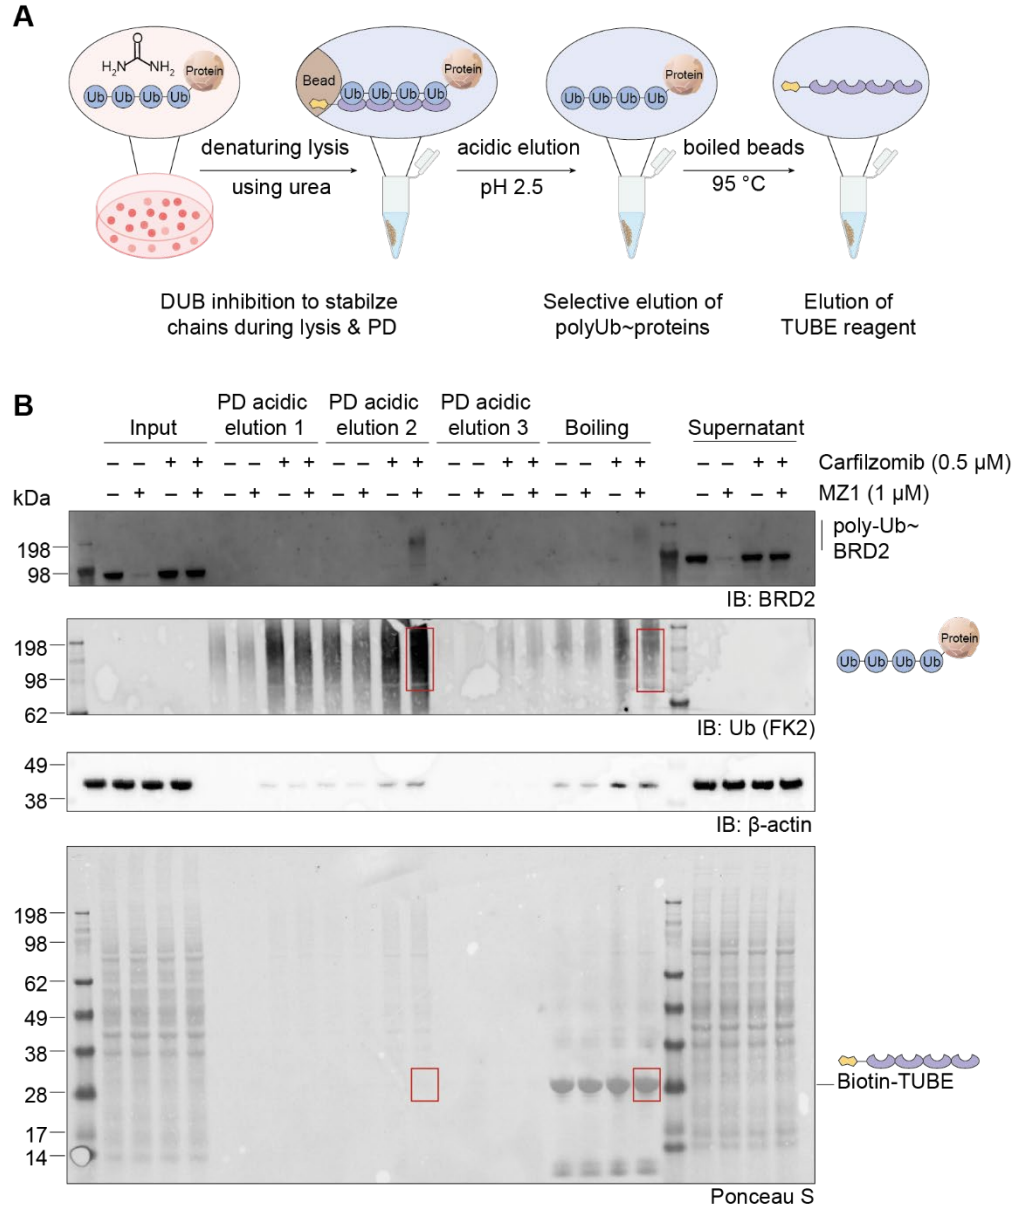 A
H₂N O NH₂
Protein
Ub Ub Ub Ub
Bead
Protein
Ub Ub Ub Ub
Protein
Ub Ub Ub Ub
denaturing lysis
using urea
acidic elution
pH 2.5
boiled beads
95 °C
DUB inhibition to stabilze
chains during lysis & PD
Selective elution of
polyUb~proteins
Elution of
TUBE reagent
B
Input
PD acidic
elution 1
PD acidic
elution 2
PD acidic
elution 3
Boiling
Supernatant
– – + + – – + + – – + + – – + + – – + + – – + + Carfilzomib (0.5 µM)
– + – + – + – + – + – + – + – + – + – + – + – + MZ1 (1 µM)
kDa
198
98
poly-Ub~
BRD2
IB: BRD2
198
98
62
Protein
Ub Ub Ub Ub
IB: Ub (FK2)
49
38
IB: β-actin
198
98
62
49
38
28
17
14
Biotin-TUBE
Ponceau S